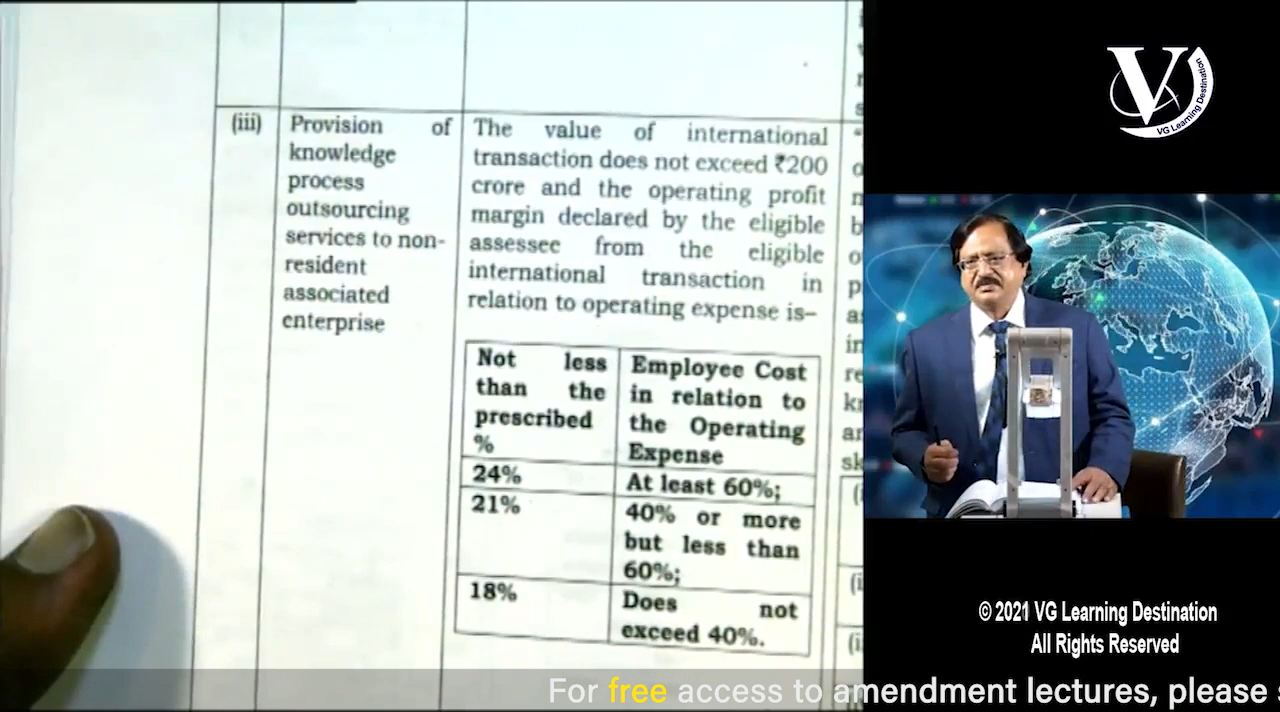 (iii)
Provision of
knowledge
process
outsourcing
services to non-
resident
associated
enterprise
The value of international
transaction does not exceed ₹200
crore and the operating profit
margin declared by the eligible
assessee from the eligible
international transaction in
relation to operating expense is–
Not less
than the
prescribed
%
Employee Cost
in relation to
the Operating
Expense
24%
At least 60%;
21%
40% or more
but less than
60%;
18%
Does not
exceed 40%.
V
VG Learning Destination
© 2021 VG Learning Destination
All Rights Reserved
For free access to amendment lectures, please